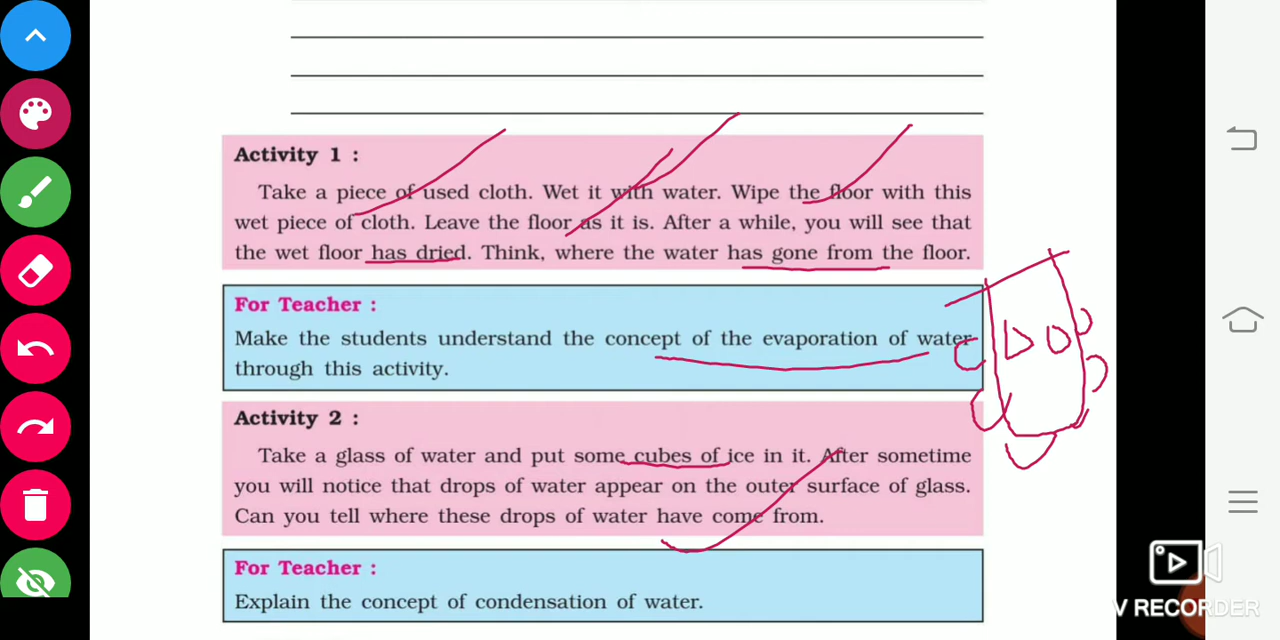 Activity 1 :
Take a piece of used cloth. Wet it with water. Wipe the floor with this
wet piece of cloth. Leave the floor as it is. After a while, you will see that
the wet floor has dried. Think, where the water has gone from the floor.
For Teacher :
Make the students understand the concept of the evaporation of water
through this activity.
Activity 2 :
Take a glass of water and put some cubes of ice in it. After sometime
you will notice that drops of water appear on the outer surface of glass.
Can you tell where these drops of water have come from.
For Teacher :
Explain the concept of condensation of water.
V RECORDER